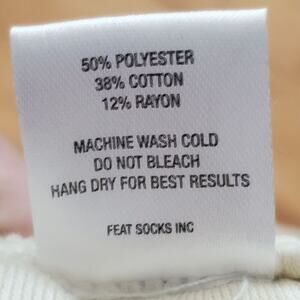 50% POLYESTER
38% COTTON
12% RAYON
MACHINE WASH COLD
DO NOT BLEACH
HANG DRY FOR BEST RESULTS
FEAT SOCKS INC